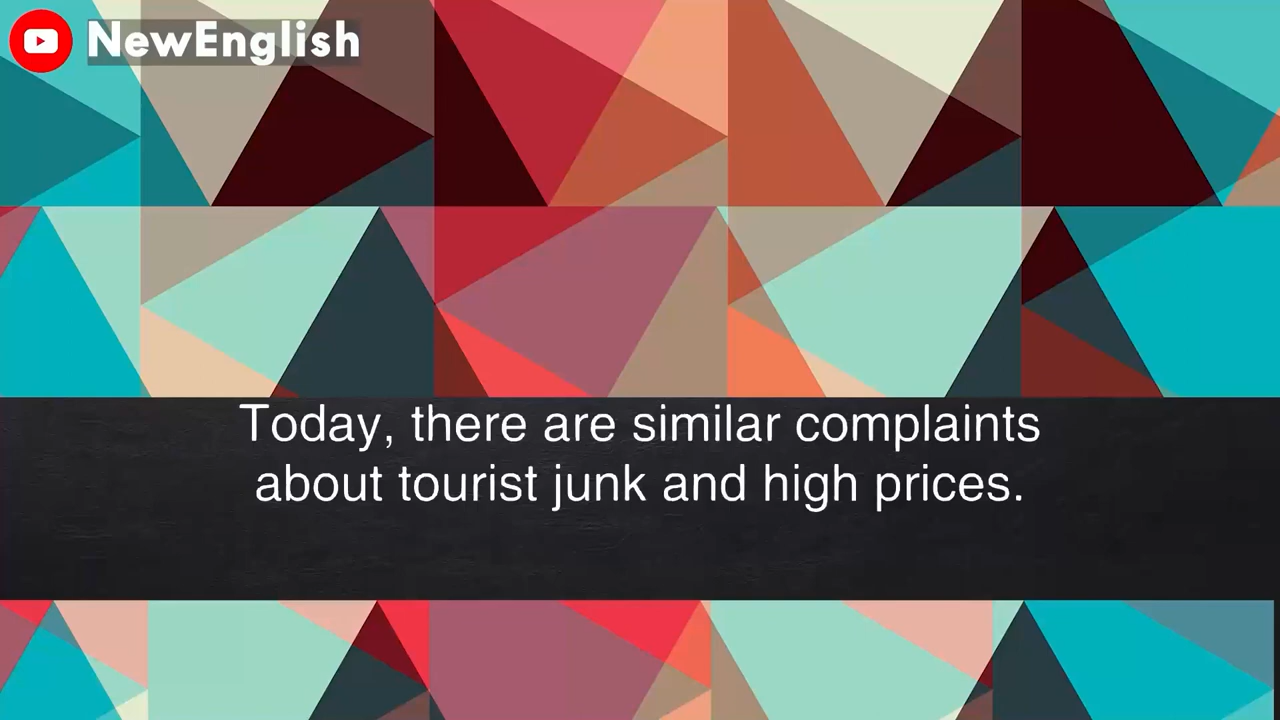 NewEnglish
Today, there are similar complaints
about tourist junk and high prices.